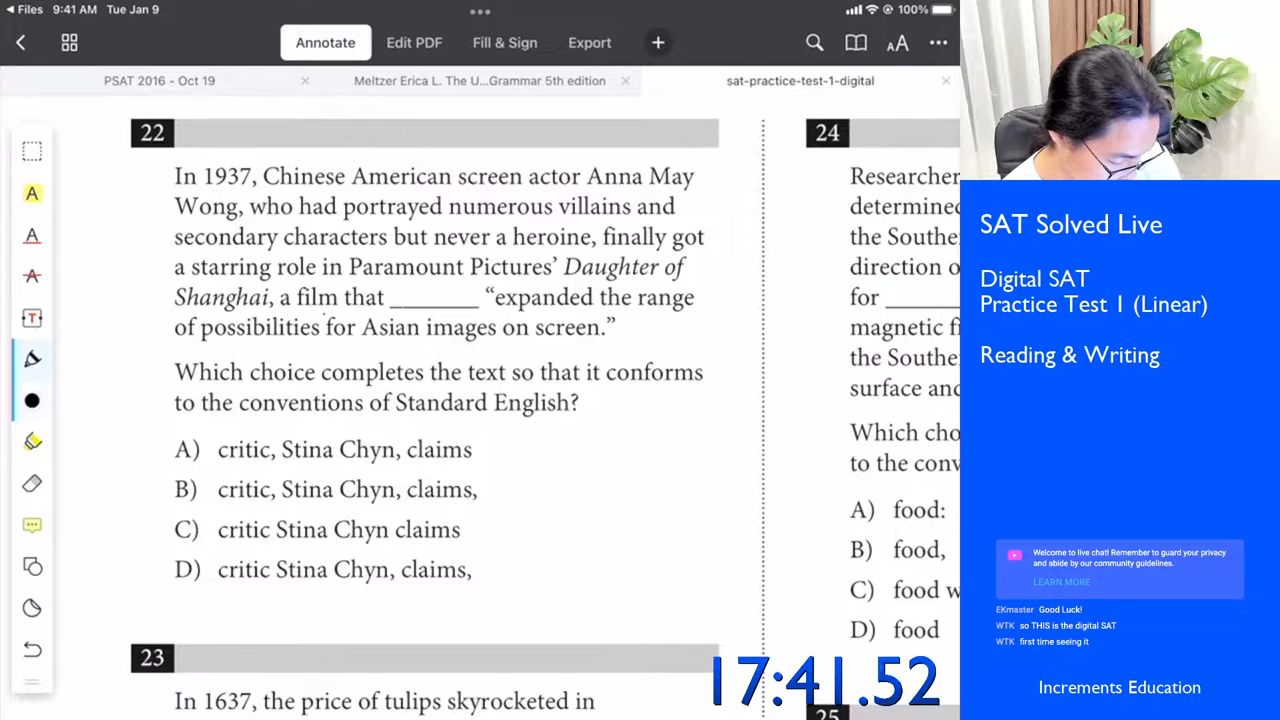 Files 9:41 AM Tue Jan 9 100%
Annotate Edit PDF Fill & Sign Export
PSAT 2016 - Oct 19 Meltzer Erica L. The U...Grammar 5th edition sat-practice-test-1-digital
22
In 1937, Chinese American screen actor Anna May
Wong, who had portrayed numerous villains and
secondary characters but never a heroine, finally got
a starring role in Paramount Pictures’ Daughter of
Shanghai, a film that _______ “expanded the range
of possibilities for Asian images on screen.”
Which choice completes the text so that it conforms
to the conventions of Standard English?
A) critic, Stina Chyn, claims
B) critic, Stina Chyn, claims,
C) critic Stina Chyn claims
D) critic Stina Chyn, claims,
23
In 1637, the price of tulips skyrocketed in
24
Researcher
determined
the Southe
direction o
for ______
magnetic fi
the Southe
surface and
Which cho
to the conv
A) food:
B) food,
C) food w
D) food
25
17:41.52
SAT Solved Live
Digital SAT
Practice Test 1 (Linear)
Reading & Writing
Welcome to live chat! Remember to guard your privacy
and abide by our community guidelines.
LEARN MORE
EKmaster Good Luck!
WTK so THIS is the digital SAT
WTK first time seeing it
Increments Education